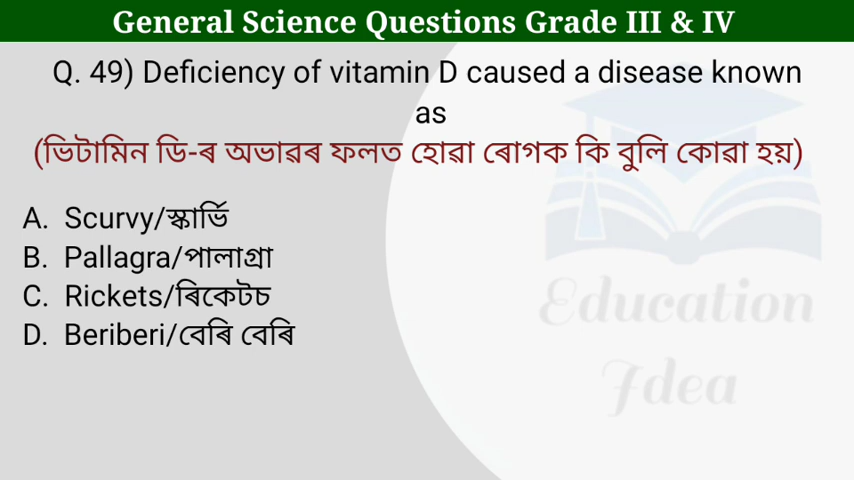 General Science Questions Grade III & IV
Q. 49) Deficiency of vitamin D caused a disease known
as
(ভিটামিন ডি-ৰ অভাৱৰ ফলত হোৱা ৰোগক কি বুলি কোৱা হয়)
A. Scurvy/স্কাৰ্ভি
B. Pallagra/পালাগ্ৰা
C. Rickets/ৰিকেটচ
D. Beriberi/বেৰি বেৰি
Education
Idea